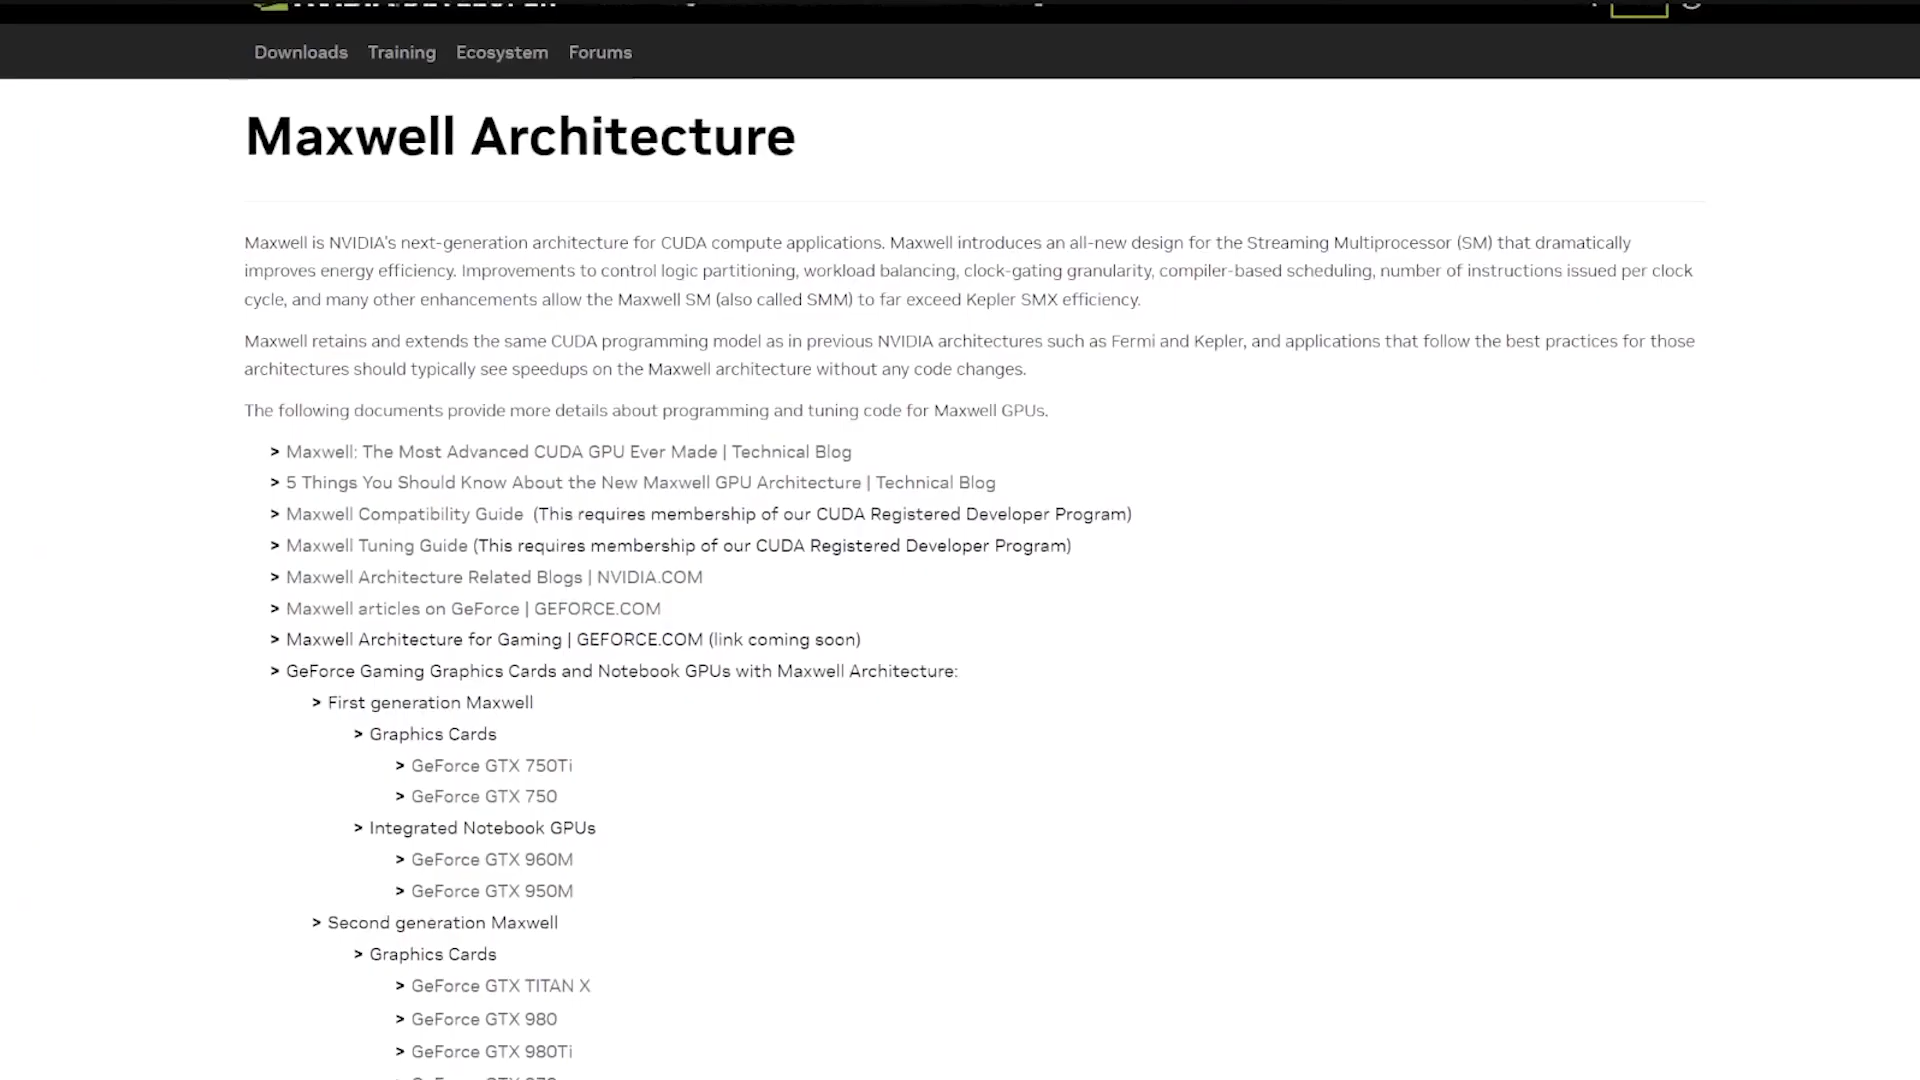 Downloads Training Ecosystem Forums
Maxwell Architecture
Maxwell is NVIDIA's next-generation architecture for CUDA compute applications. Maxwell introduces an all-new design for the Streaming Multiprocessor (SM) that dramatically
improves energy efficiency. Improvements to control logic partitioning, workload balancing, clock-gating granularity, compiler-based scheduling, number of instructions issued per clock
cycle, and many other enhancements allow the Maxwell SM (also called SMM) to far exceed Kepler SMX efficiency.
Maxwell retains and extends the same CUDA programming model as in previous NVIDIA architectures such as Fermi and Kepler, and applications that follow the best practices for those
architectures should typically see speedups on the Maxwell architecture without any code changes.
The following documents provide more details about programming and tuning code for Maxwell GPUs.
> Maxwell: The Most Advanced CUDA GPU Ever Made | Technical Blog
> 5 Things You Should Know About the New Maxwell GPU Architecture | Technical Blog
> Maxwell Compatibility Guide (This requires membership of our CUDA Registered Developer Program)
> Maxwell Tuning Guide (This requires membership of our CUDA Registered Developer Program)
> Maxwell Architecture Related Blogs | NVIDIA.COM
> Maxwell articles on GeForce | GEFORCE.COM
> Maxwell Architecture for Gaming | GEFORCE.COM (link coming soon)
> GeForce Gaming Graphics Cards and Notebook GPUs with Maxwell Architecture:
> First generation Maxwell
> Graphics Cards
> GeForce GTX 750Ti
> GeForce GTX 750
> Integrated Notebook GPUs
> GeForce GTX 960M
> GeForce GTX 950M
> Second generation Maxwell
> Graphics Cards
> GeForce GTX TITAN X
> GeForce GTX 980
> GeForce GTX 980Ti